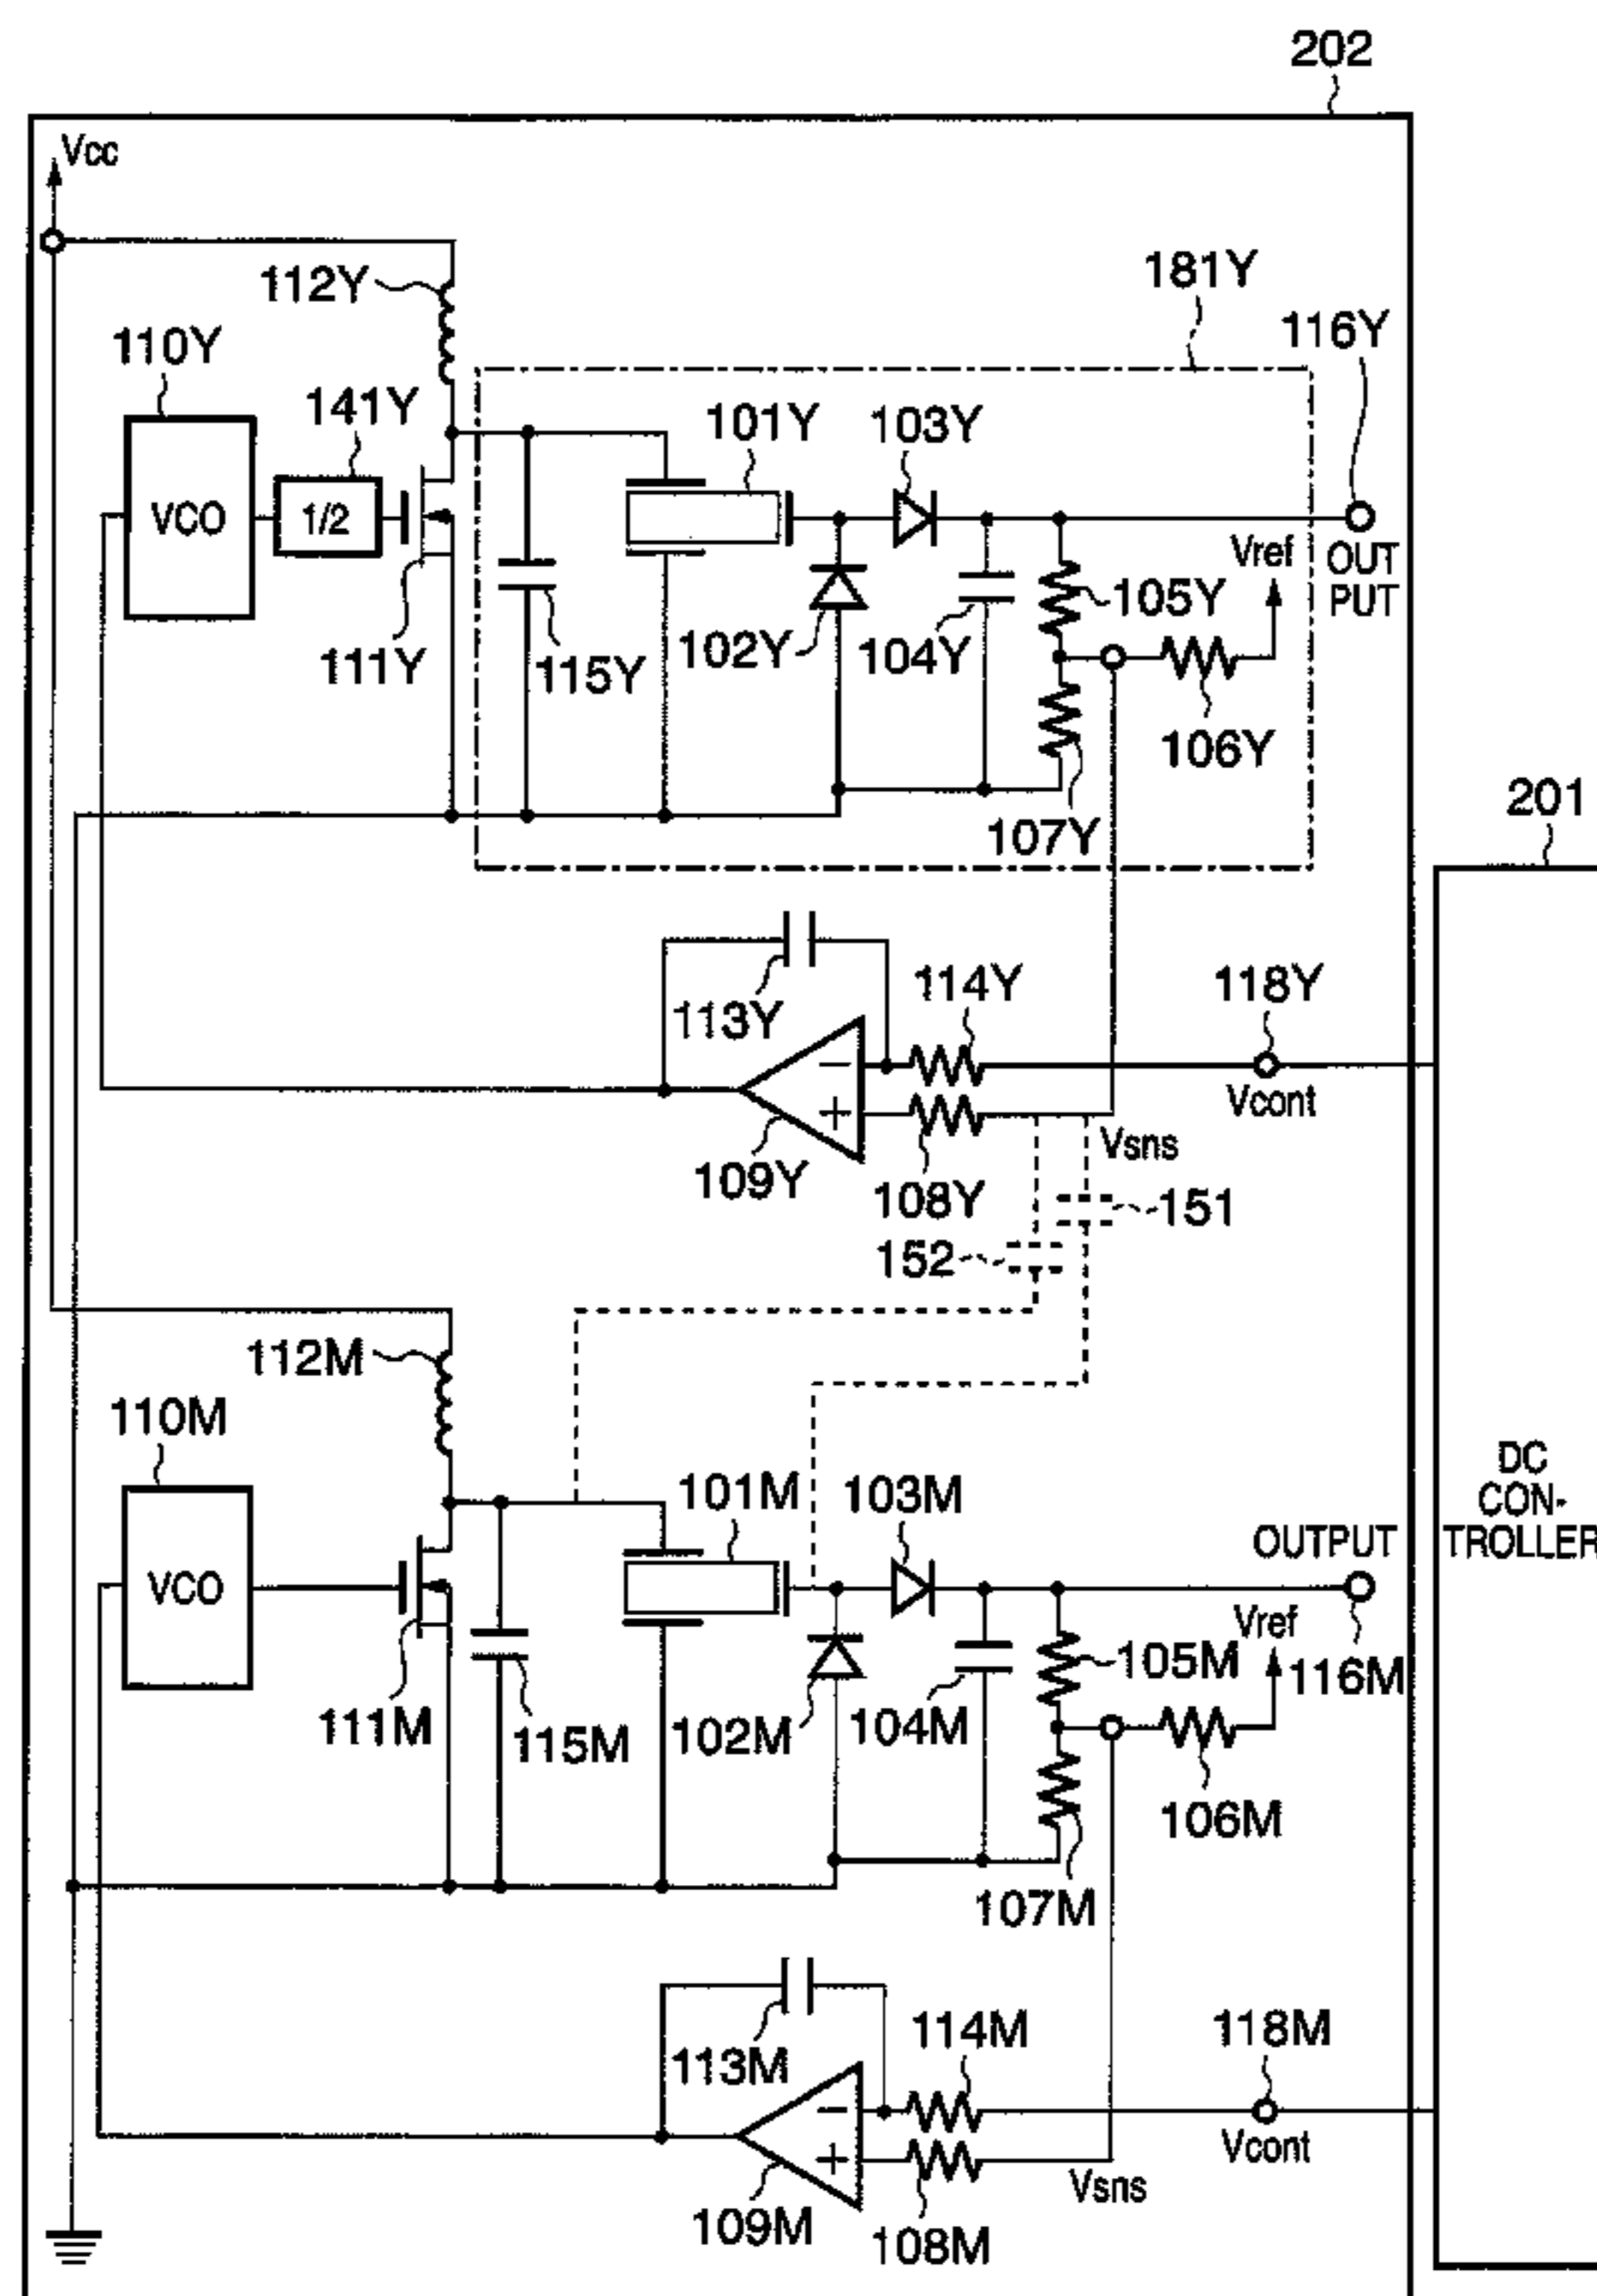 202
Vcc
181Y
112Y
116Y
110Y
141Y
101Y
103Y
VCO
1/2
Vref
OUT
PUT
105Y
102Y
104Y
111Y
115Y
106Y
107Y
201
114Y
118Y
113Y
Vcont
Vsns
109Y
108Y
151
152
112M
110M
101M
103M
DC
CON-
TROLLER
OUTPUT
VCO
Vref
105M
116M
111M
115M
102M
104M
106M
107M
114M
118M
113M
Vcont
Vsns
109M
108M